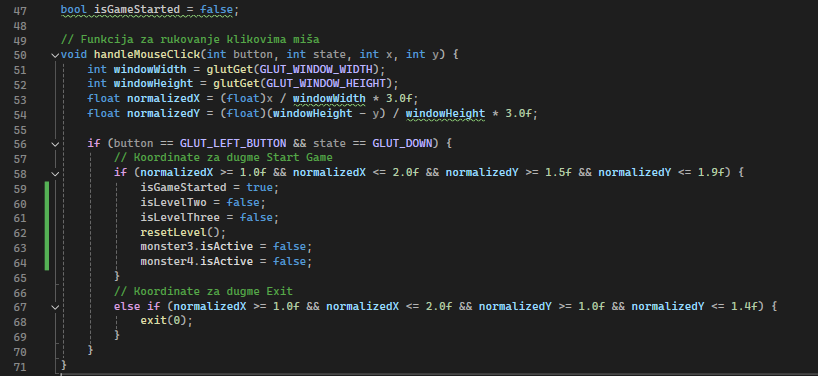 47 bool isGameStarted = false;
48
49 // Funkcija za rukovanje klikovima miša
50 void handleMouseClick(int button, int state, int x, int y) {
51 int windowWidth = glutGet(GLUT_WINDOW_WIDTH);
52 int windowHeight = glutGet(GLUT_WINDOW_HEIGHT);
53 float normalizedX = (float)x / windowWidth * 3.0f;
54 float normalizedY = (float)(windowHeight - y) / windowHeight * 3.0f;
55
56 if (button == GLUT_LEFT_BUTTON && state == GLUT_DOWN) {
57 // Koordinate za dugme Start Game
58 if (normalizedX >= 1.0f && normalizedX <= 2.0f && normalizedY >= 1.5f && normalizedY <= 1.9f) {
59 isGameStarted = true;
60 isLevelTwo = false;
61 isLevelThree = false;
62 resetLevel();
63 monster3.isActive = false;
64 monster4.isActive = false;
65 }
66 // Koordinate za dugme Exit
67 else if (normalizedX >= 1.0f && normalizedX <= 2.0f && normalizedY >= 1.0f && normalizedY <= 1.4f) {
68 exit(0);
69 }
70 }
71 }